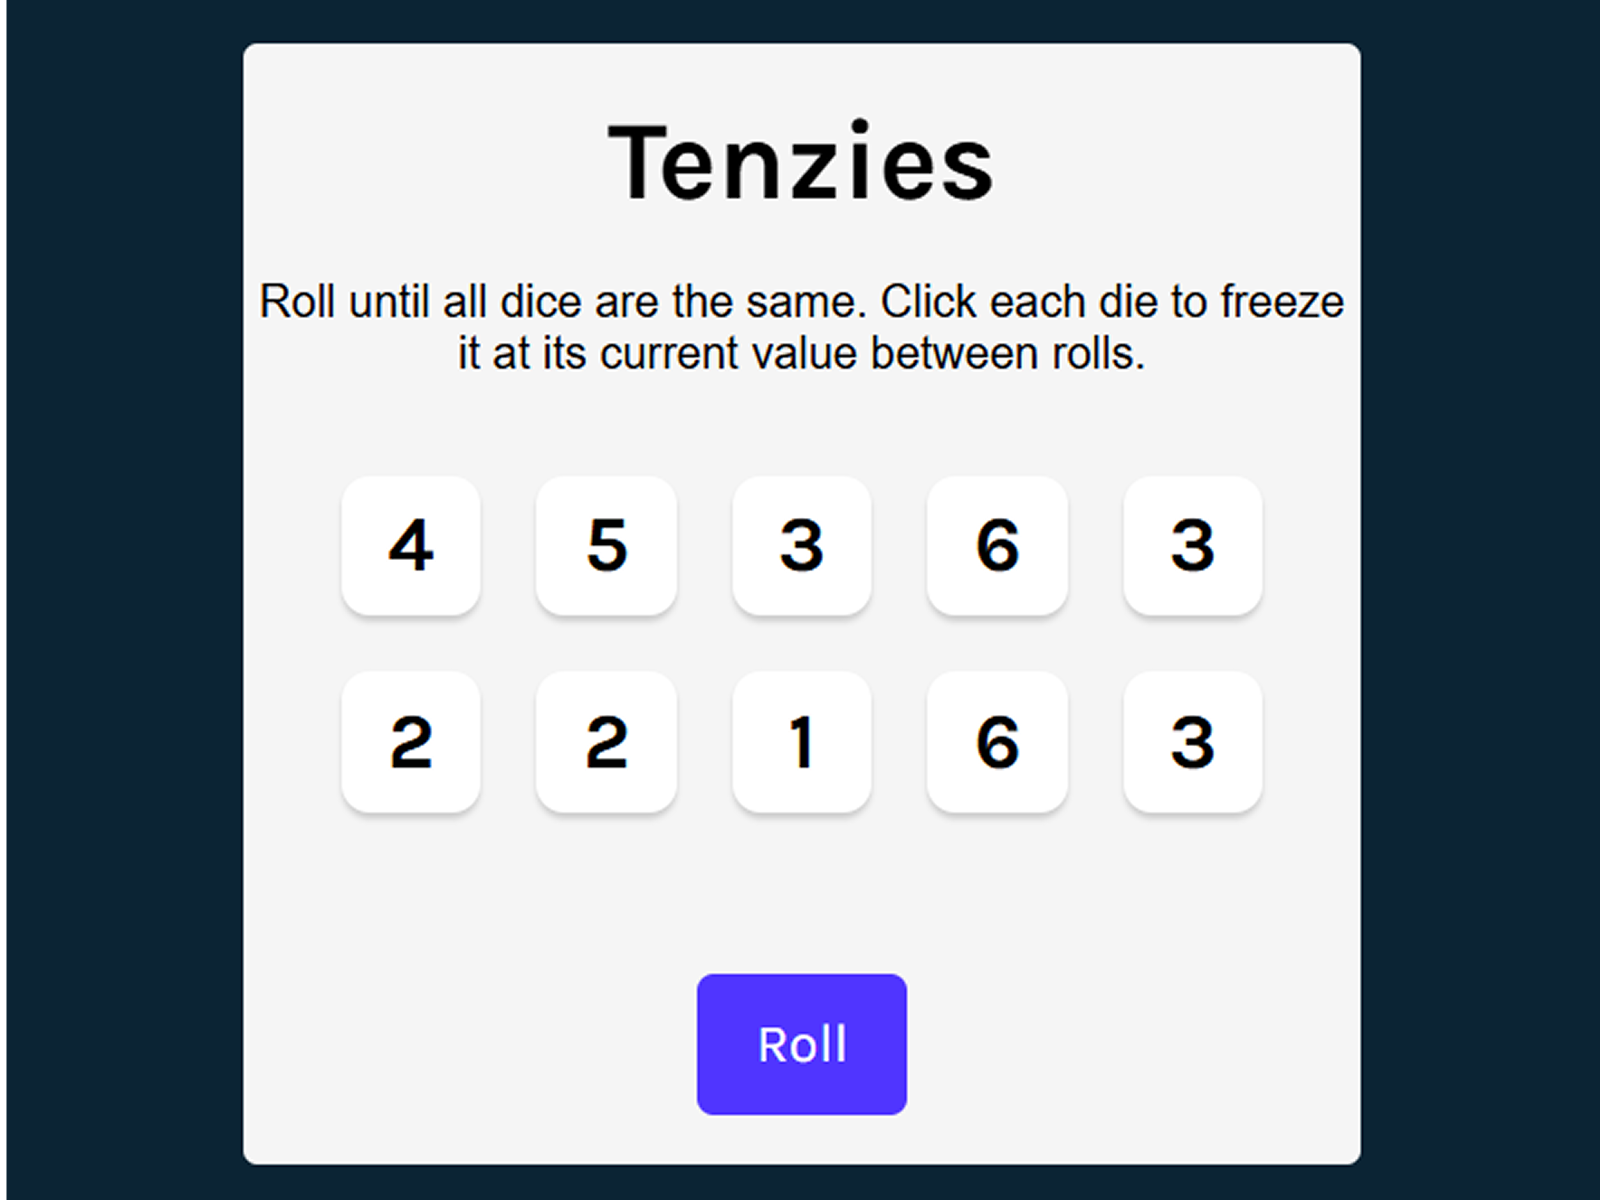 Tenzies
Roll until all dice are the same. Click each die to freeze
it at its current value between rolls.
4 5 3 6 3
2 2 1 6 3
Roll